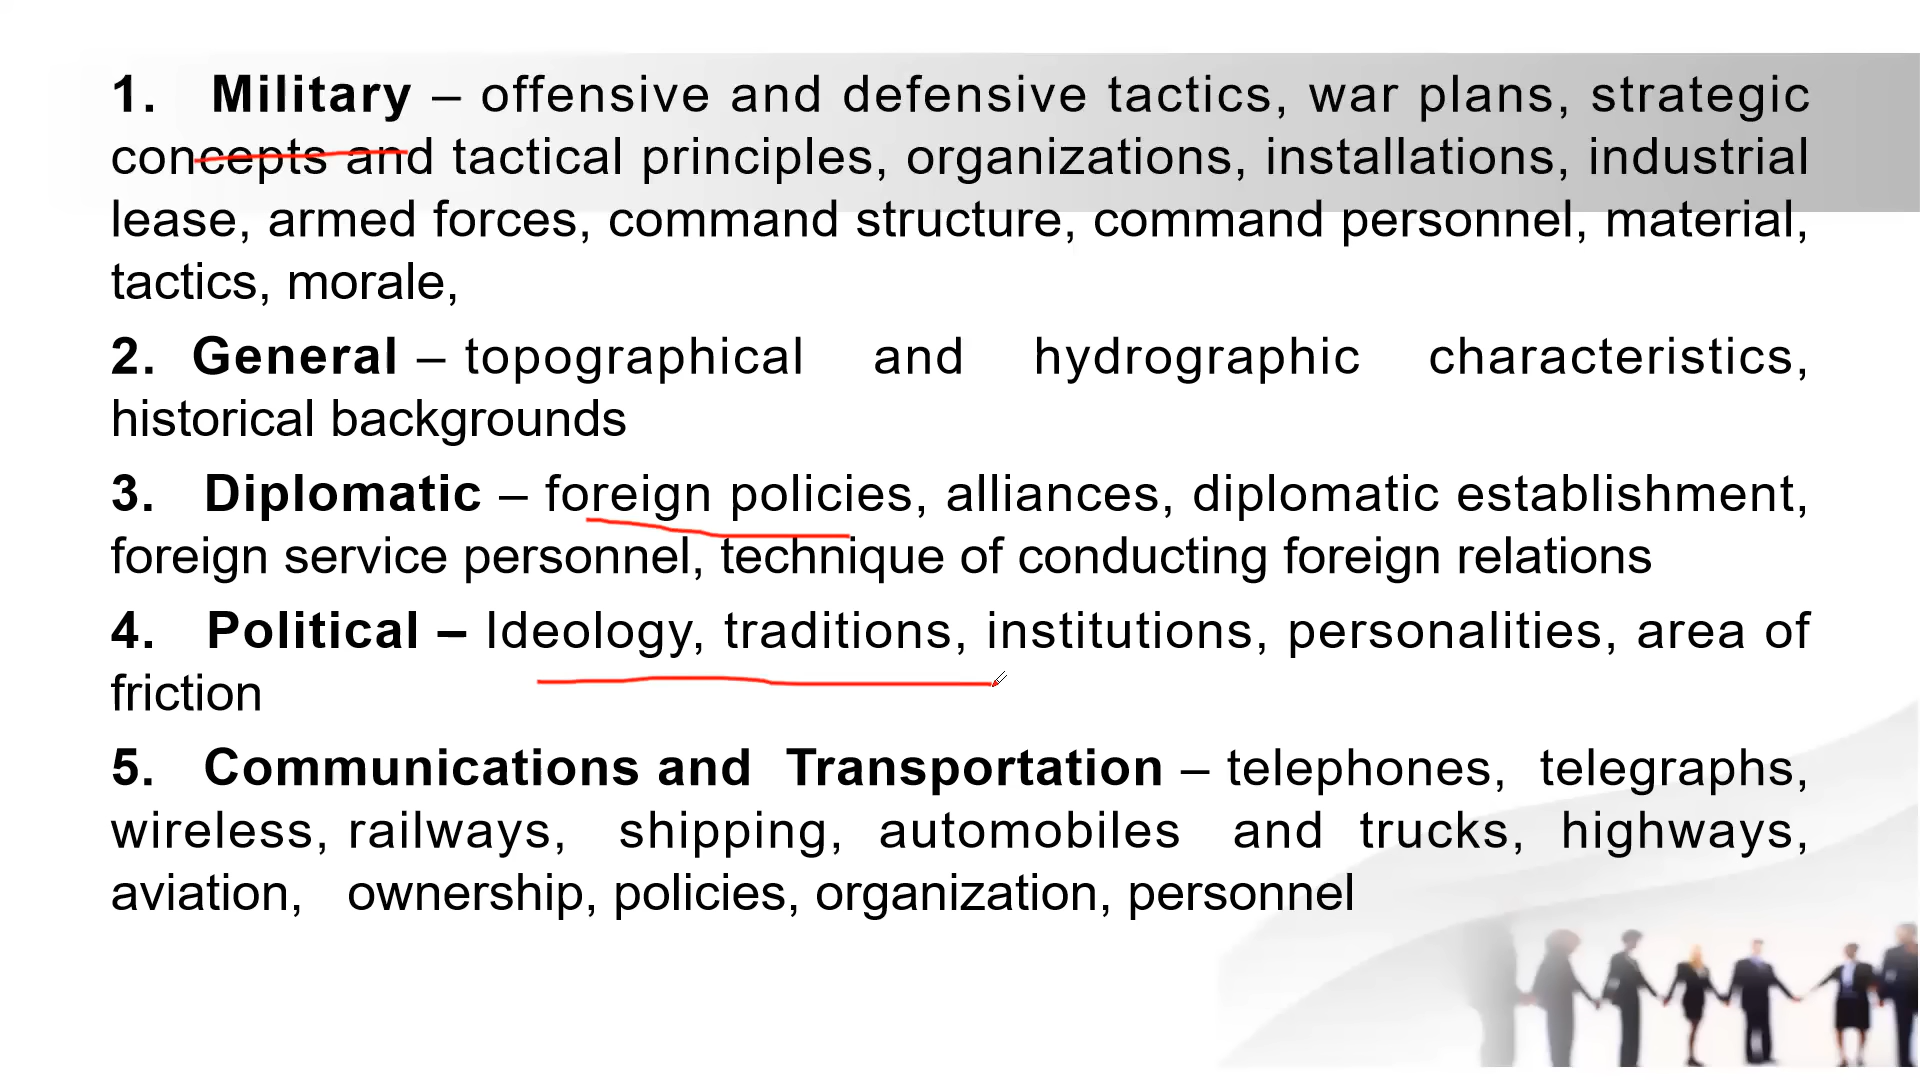 1. Military – offensive and defensive tactics, war plans, strategic
concepts and tactical principles, organizations, installations, industrial
lease, armed forces, command structure, command personnel, material,
tactics, morale,
2. General – topographical and hydrographic characteristics,
historical backgrounds
3. Diplomatic – foreign policies, alliances, diplomatic establishment,
foreign service personnel, technique of conducting foreign relations
4. Political – Ideology, traditions, institutions, personalities, area of
friction
5. Communications and Transportation – telephones, telegraphs,
wireless, railways, shipping, automobiles and trucks, highways,
aviation, ownership, policies, organization, personnel